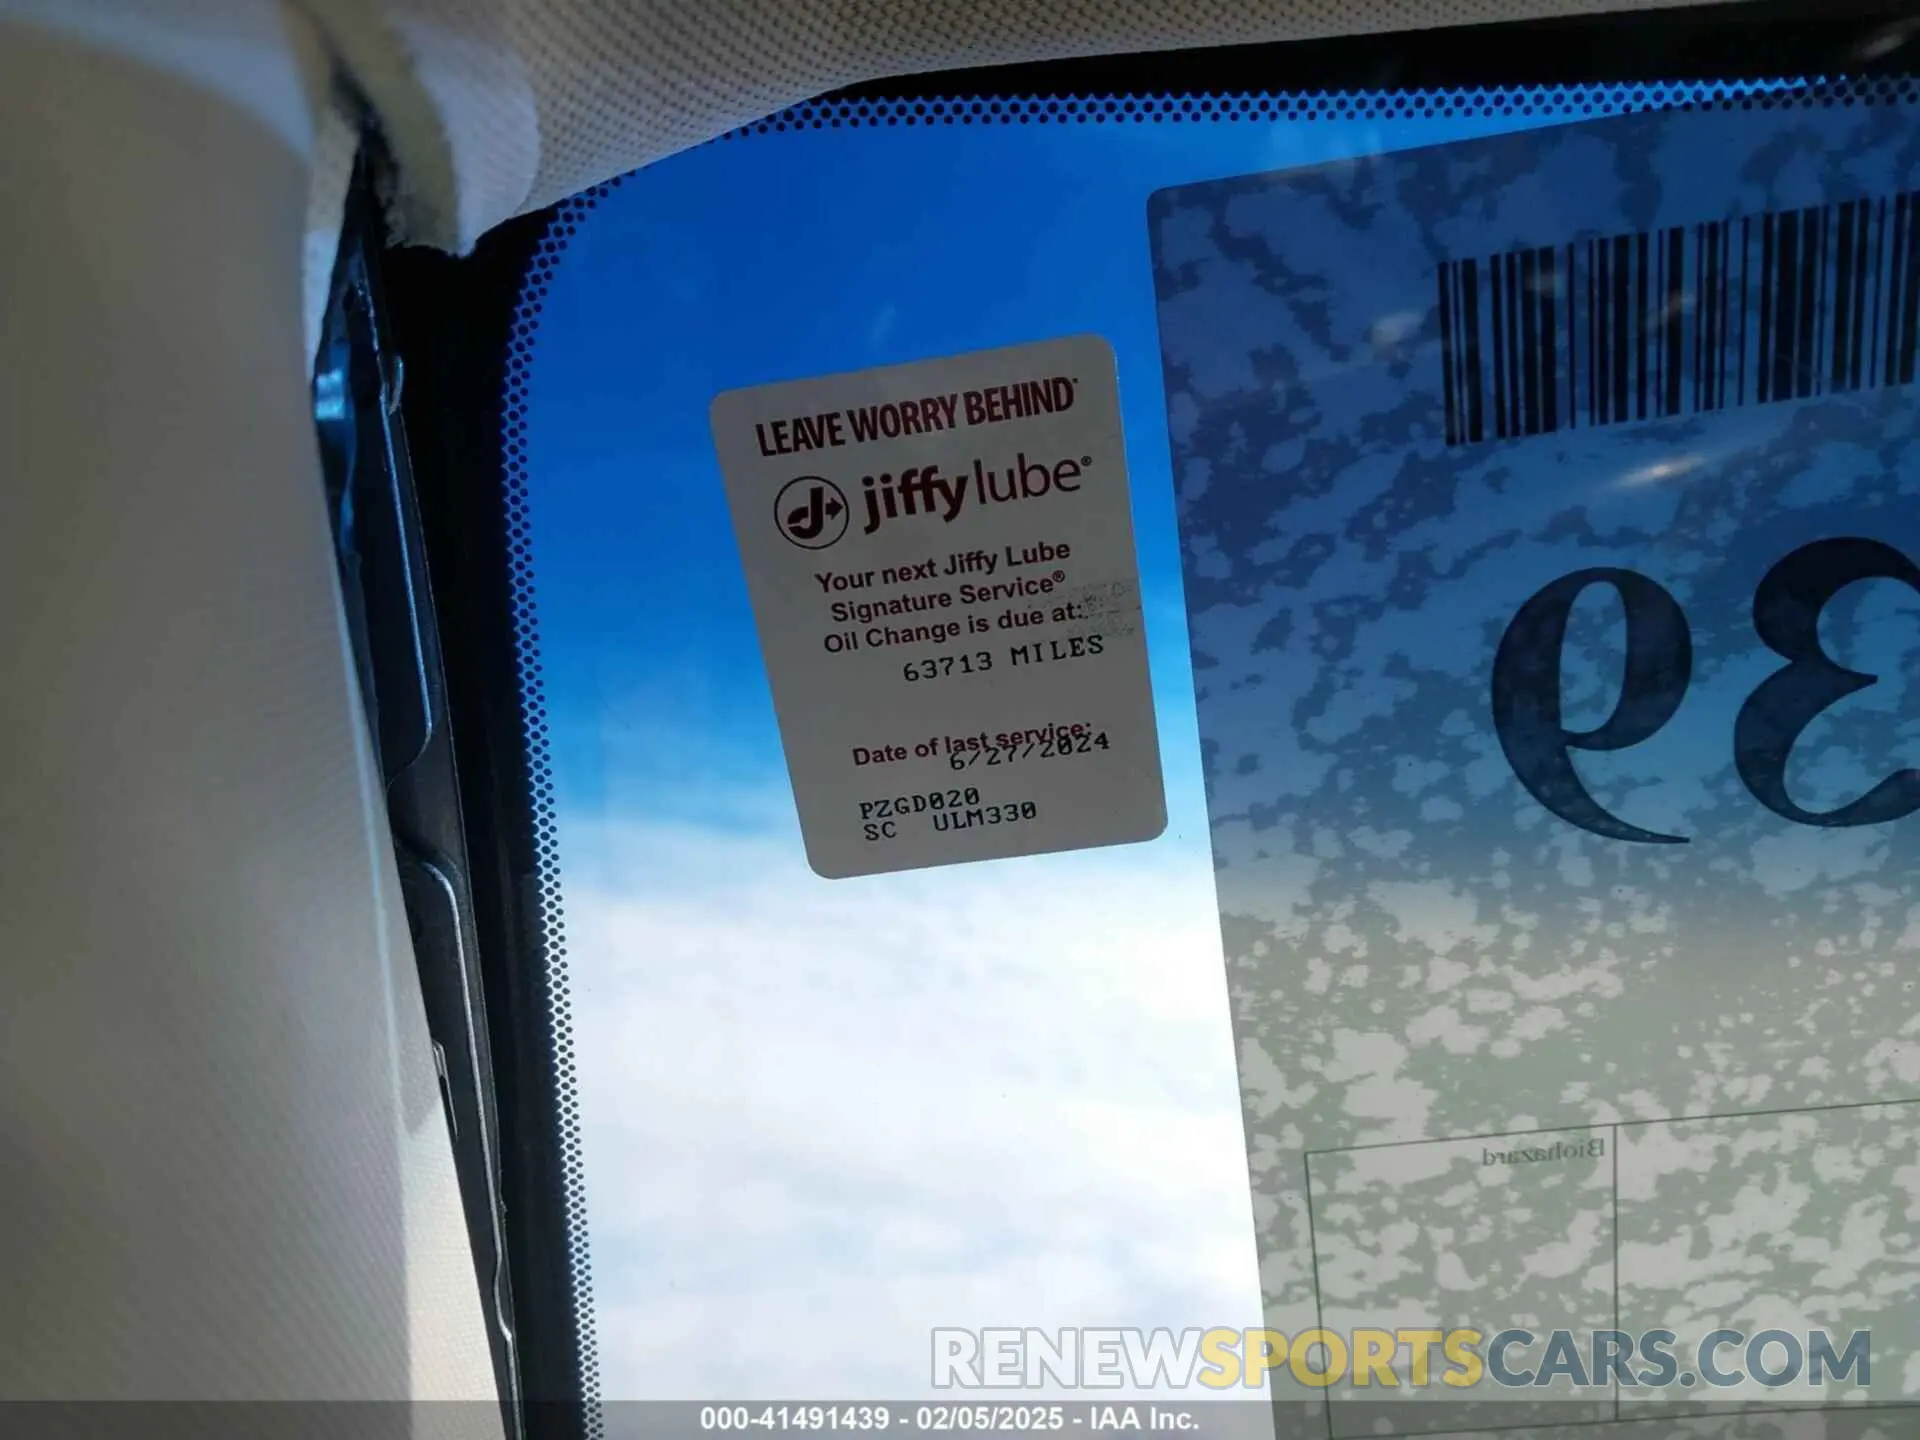 LEAVE WORRY BEHIND
jiffy lube®
Your next Jiffy Lube
Signature Service®
Oil Change is due at:
63713 MILES
Date of last service:
6/27/2024
PZGD020
SC ULM330
39
Biohazard
RENEWSPORTSCARS.COM
000-41491439 - 02/05/2025 - IAA Inc.